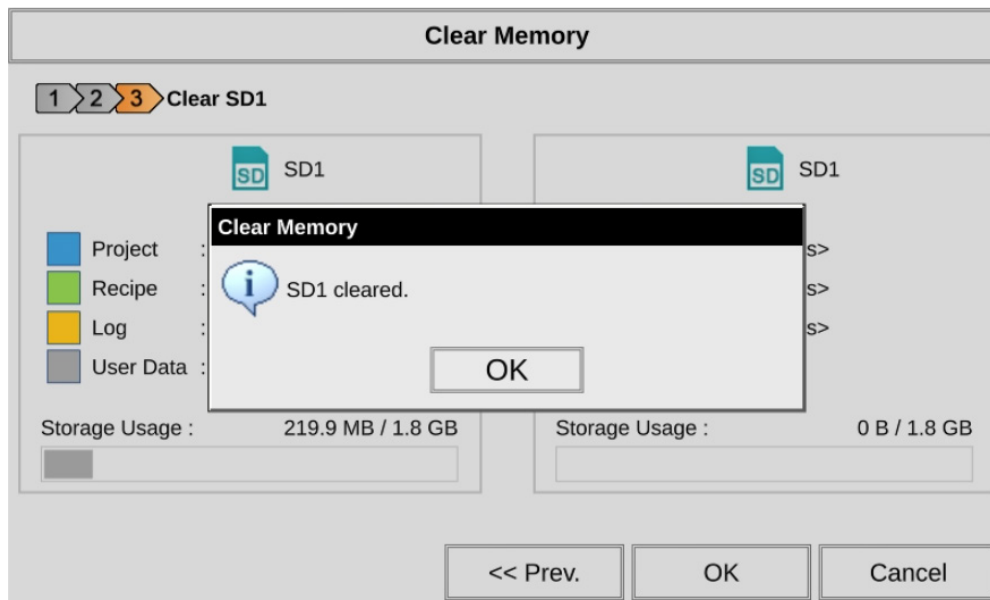 Clear Memory
1 2 3 Clear SD1
SD SD1
SD SD1
Clear Memory
Project :
s>
Recipe :
SD1 cleared.
s>
Log :
s>
User Data :
OK
Storage Usage : 219.9 MB / 1.8 GB
Storage Usage : 0 B / 1.8 GB
<< Prev.
OK
Cancel